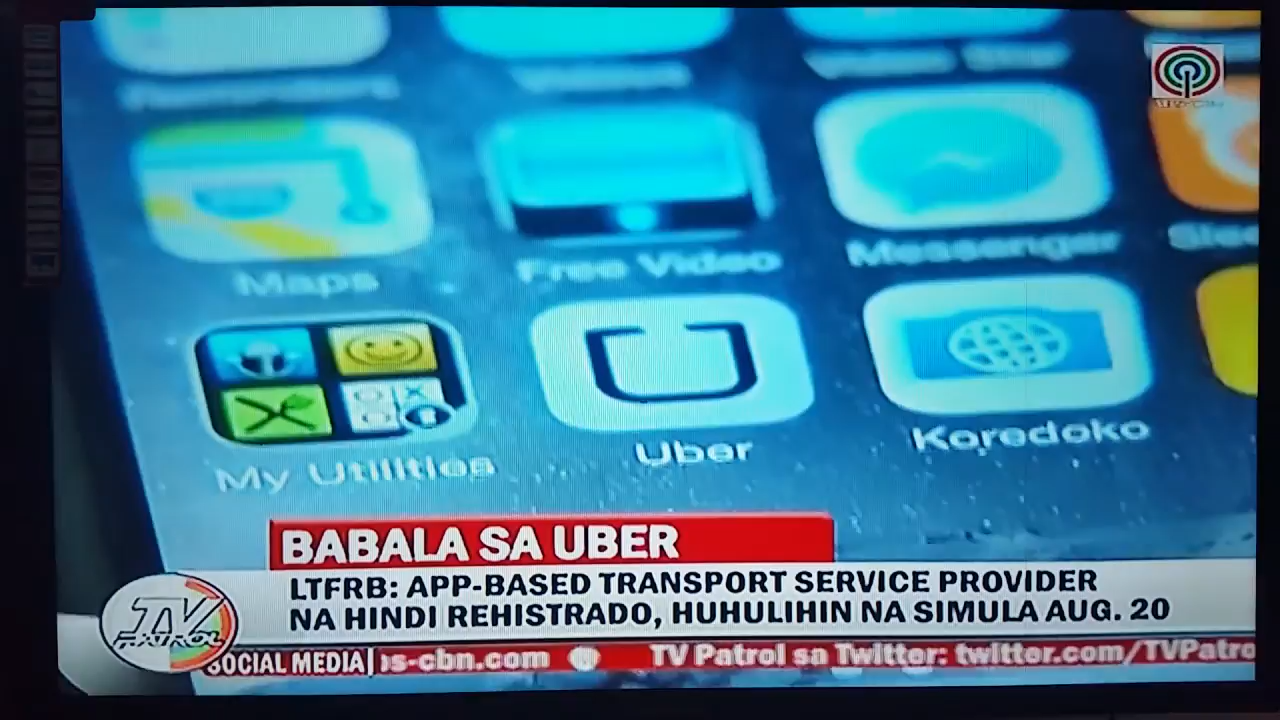 Maps
Free Video
Messenger
My Utilities
Uber
Koredoko
BABALA SA UBER
LTFRB: APP-BASED TRANSPORT SERVICE PROVIDER
NA HINDI REHISTRADO, HUHULIHIN NA SIMULA AUG. 20
TV PATROL
SOCIAL MEDIA os-cbn.com TV Patrol sa Twitter: twitter.com/TVPatro